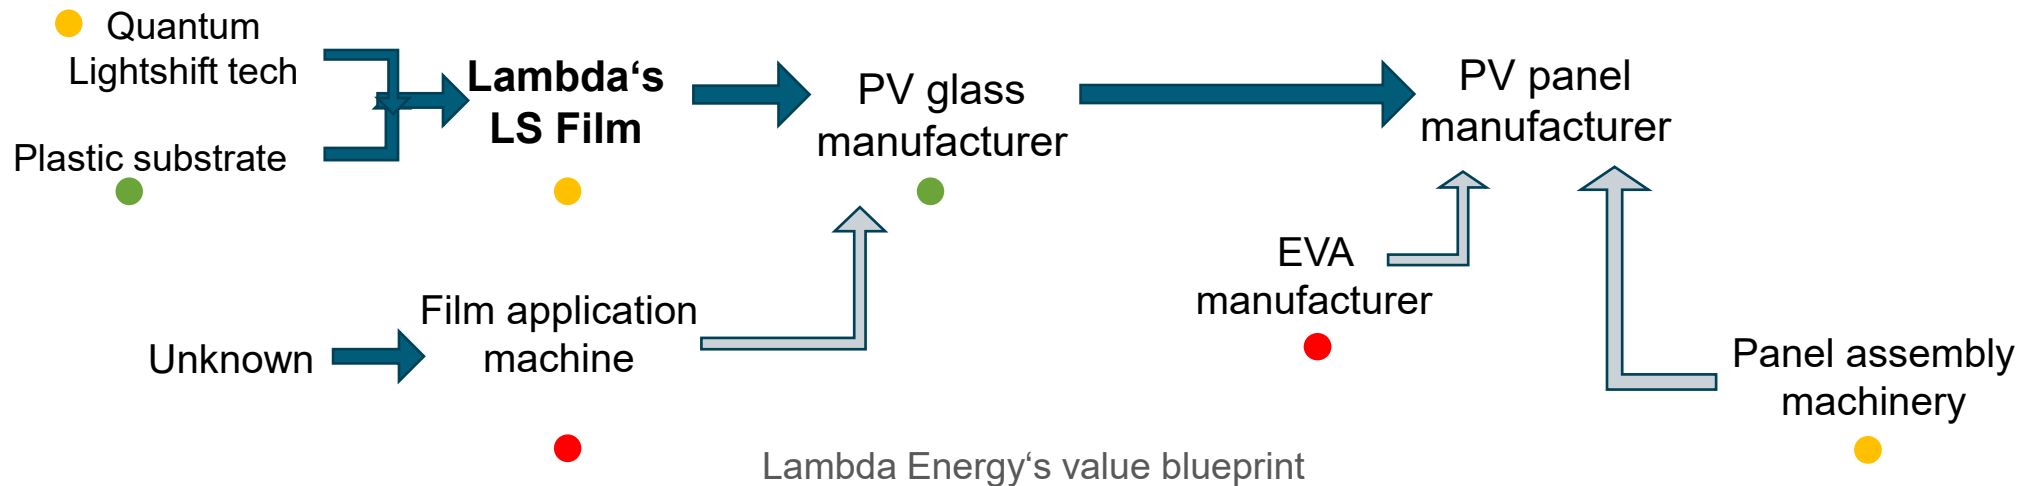 Quantum
Lightshift tech
Plastic substrate
Lambda‘s
LS Film
PV glass
manufacturer
PV panel
manufacturer
EVA
manufacturer
Unknown
Film application
machine
Panel assembly
machinery
Lambda Energy‘s value blueprint